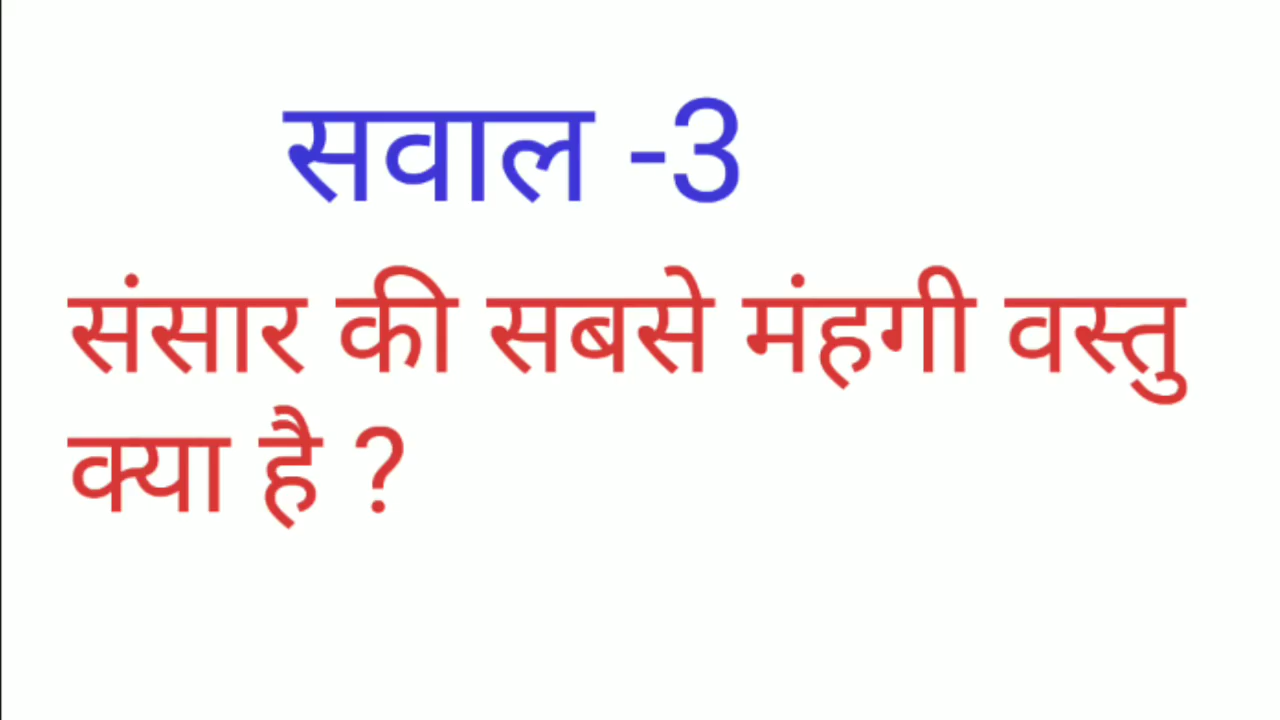 सवाल -3
संसार की सबसे मंहगी वस्तु
क्या है ?